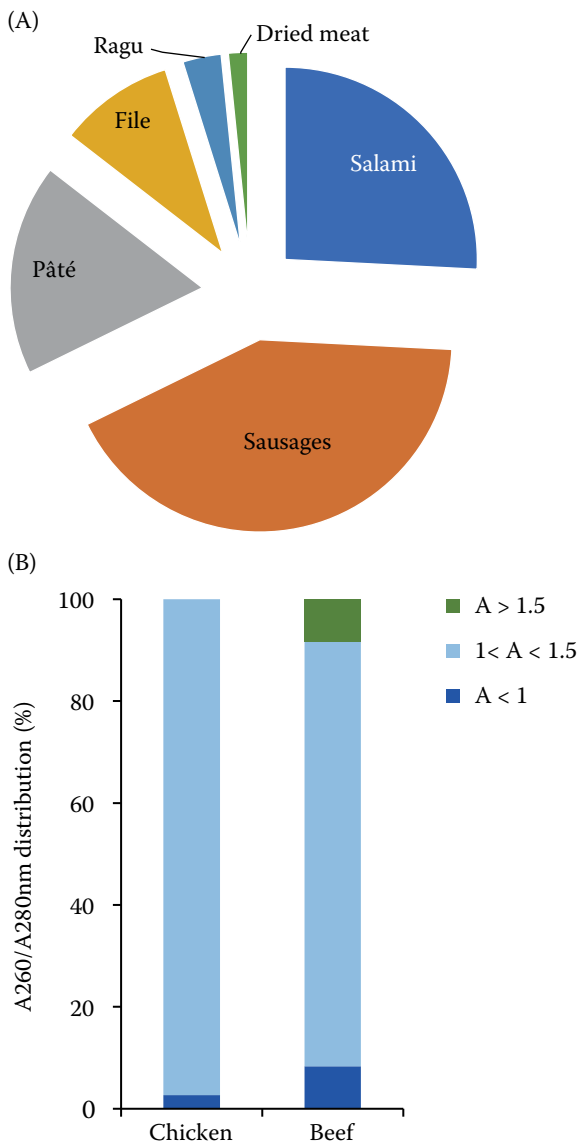 (A)
Ragu
Dried meat
File
Salami
Pâté
Sausages
(B)
A260/A280nm distribution (%)
100
80
60
40
20
0
Chicken
Beef
A > 1.5
1< A < 1.5
A < 1